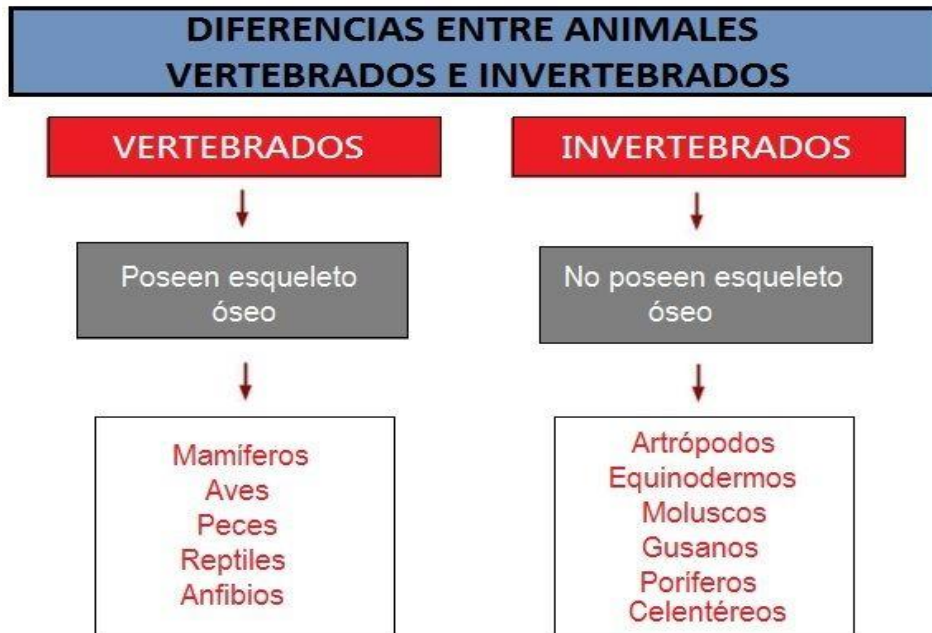 DIFERENCIAS ENTRE ANIMALES
VERTEBRADOS E INVERTEBRADOS
VERTEBRADOS
Poseen esqueleto
óseo
Mamíferos
Aves
Peces
Reptiles
Anfibios
INVERTEBRADOS
No poseen esqueleto
óseo
Artrópodos
Equinodermos
Moluscos
Gusanos
Poríferos
Celentéreos